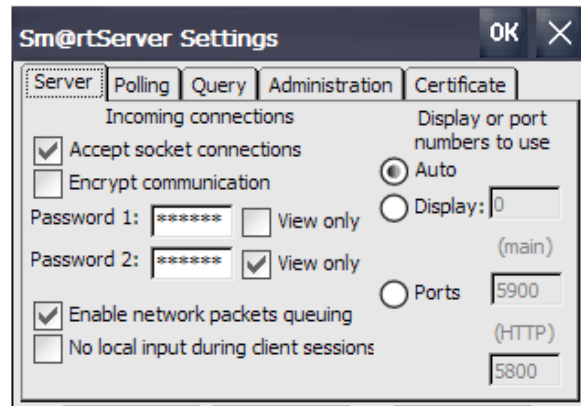 Sm@rtServer Settings OK
Server Polling Query Administration Certificate
Incoming connections
Accept socket connections
Encrypt communication
Password 1: ****** View only
Password 2: ****** View only
Enable network packets queuing
No local input during client sessions
Display or port
numbers to use
Auto
Display: 0
(main)
Ports 5900
(HTTP)
5800